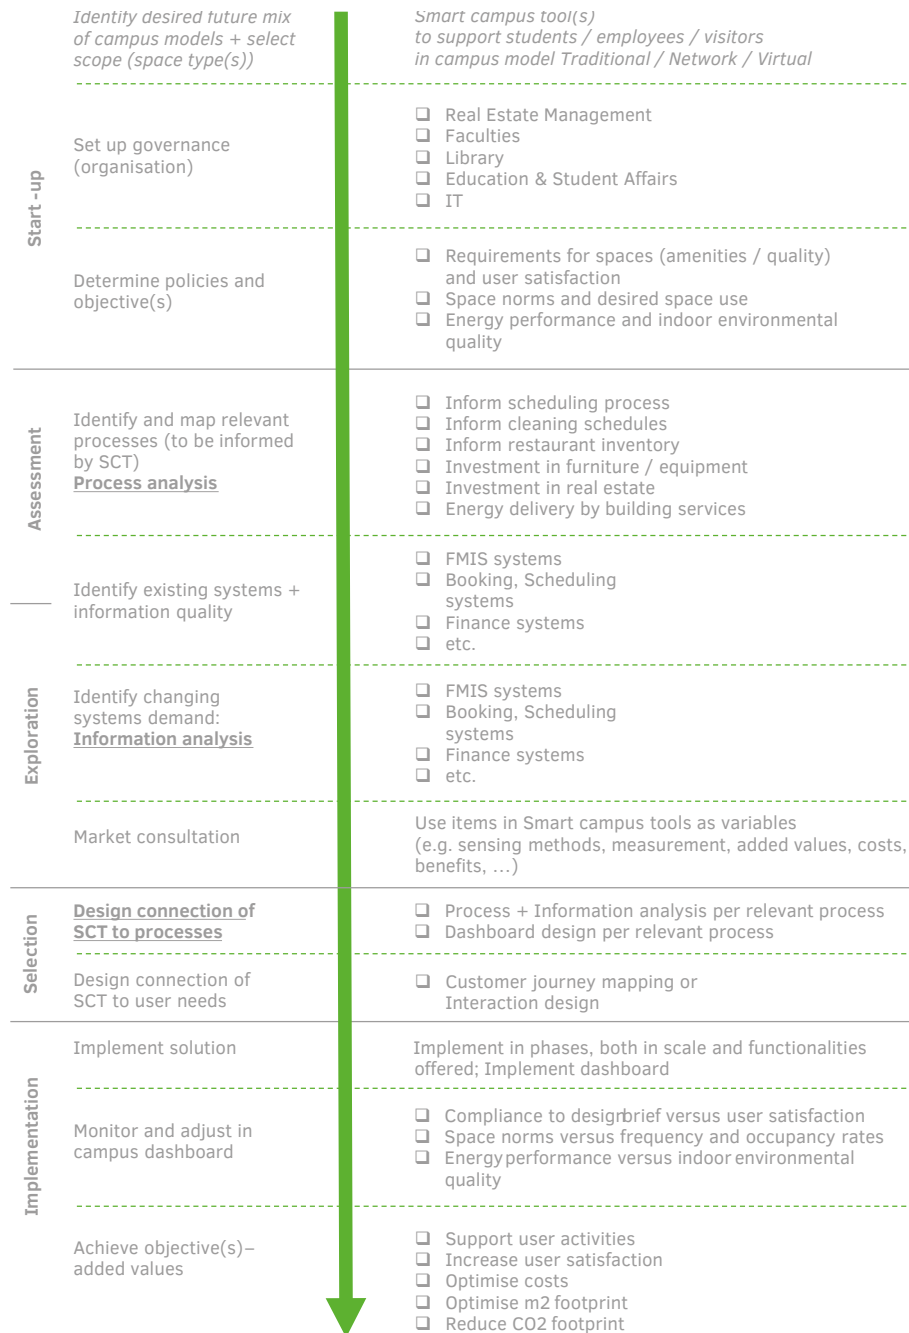 Identify desired future mix
of campus models + select
scope (space type(s))
Smart campus tool(s)
to support students / employees / visitors
in campus model Traditional / Network / Virtual
Start -up
Set up governance
(organisation)
❑ Real Estate Management
❑ Faculties
❑ Library
❑ Education & Student Affairs
❑ IT
Determine policies and
objective(s)
❑ Requirements for spaces (amenities / quality)
and user satisfaction
❑ Space norms and desired space use
❑ Energy performance and indoor environmental
quality
Assessment
Identify and map relevant
processes (to be informed
by SCT)
Process analysis
❑ Inform scheduling process
❑ Inform cleaning schedules
❑ Inform restaurant inventory
❑ Investment in furniture / equipment
❑ Investment in real estate
❑ Energy delivery by building services
Identify existing systems +
information quality
❑ FMIS systems
❑ Booking, Scheduling
systems
❑ Finance systems
❑ etc.
Exploration
Identify changing
systems demand:
Information analysis
❑ FMIS systems
❑ Booking, Scheduling
systems
❑ Finance systems
❑ etc.
Market consultation
Use items in Smart campus tools as variables
(e.g. sensing methods, measurement, added values, costs,
benefits, …)
Selection
Design connection of
SCT to processes
❑ Process + Information analysis per relevant process
❑ Dashboard design per relevant process
Design connection of
SCT to user needs
❑ Customer journey mapping or
Interaction design
Implementation
Implement solution
Implement in phases, both in scale and functionalities
offered; Implement dashboard
Monitor and adjust in
campus dashboard
❑ Compliance to design brief versus user satisfaction
❑ Space norms versus frequency and occupancy rates
❑ Energy performance versus indoor environmental
quality
Achieve objective(s)–
added values
❑ Support user activities
❑ Increase user satisfaction
❑ Optimise costs
❑ Optimise m2 footprint
❑ Reduce CO2 footprint